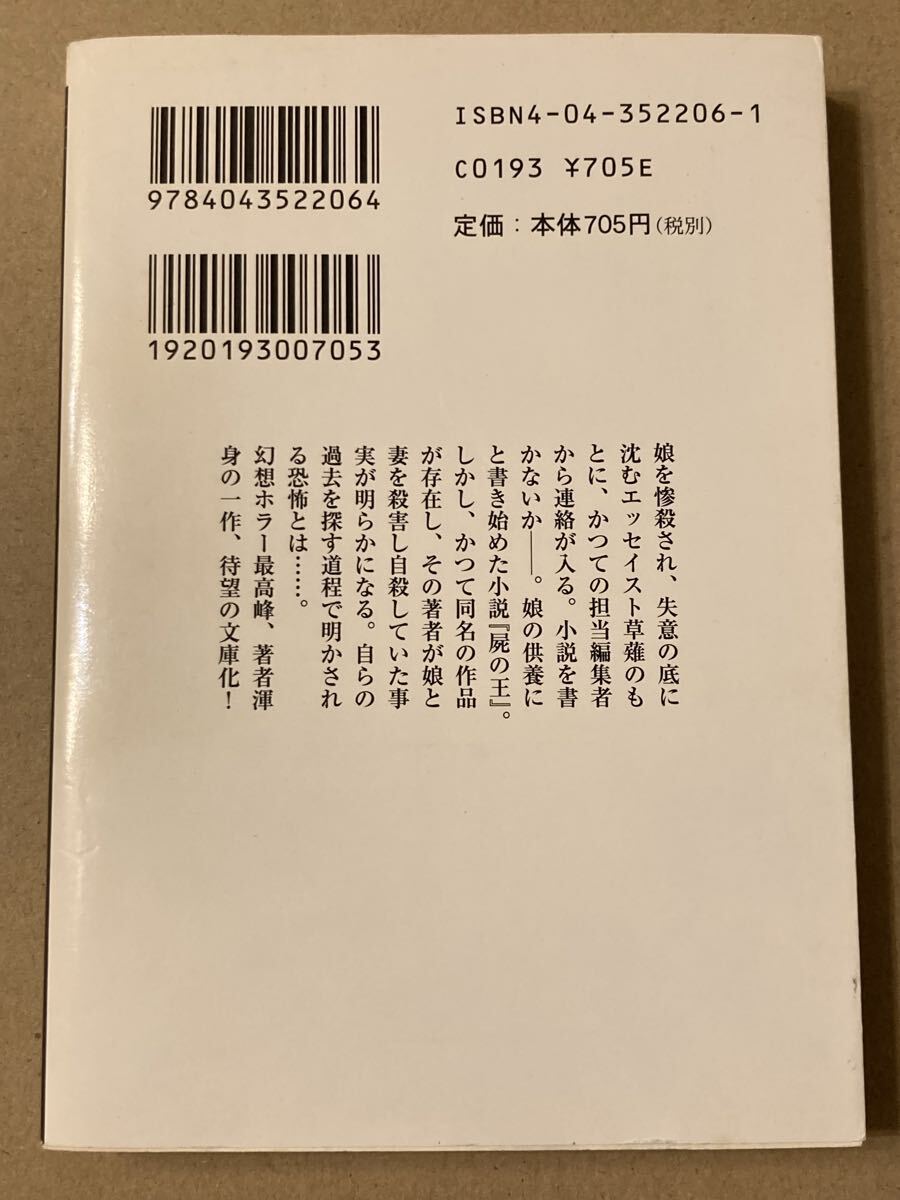 ISBN4-04-352206-1
C0193 ¥705E
定価：本体705円（税別）
9784043522064
1920193007053
娘を惨殺され、失意の底に
沈むエッセイスト草薙のも
とに、かつての担当編集者
から連絡が入る。小説を書
かないか――。娘の供養に
と書き始めた小説『屍の王』。
しかし、かつて同名の作品
が存在し、その著者が娘と
妻を殺害し自殺していた事
実が明らかになる。自らの
過去を探す道程で明かされ
る恐怖とは……。
幻想ホラー最高峰、著者渾
身の一作、待望の文庫化！